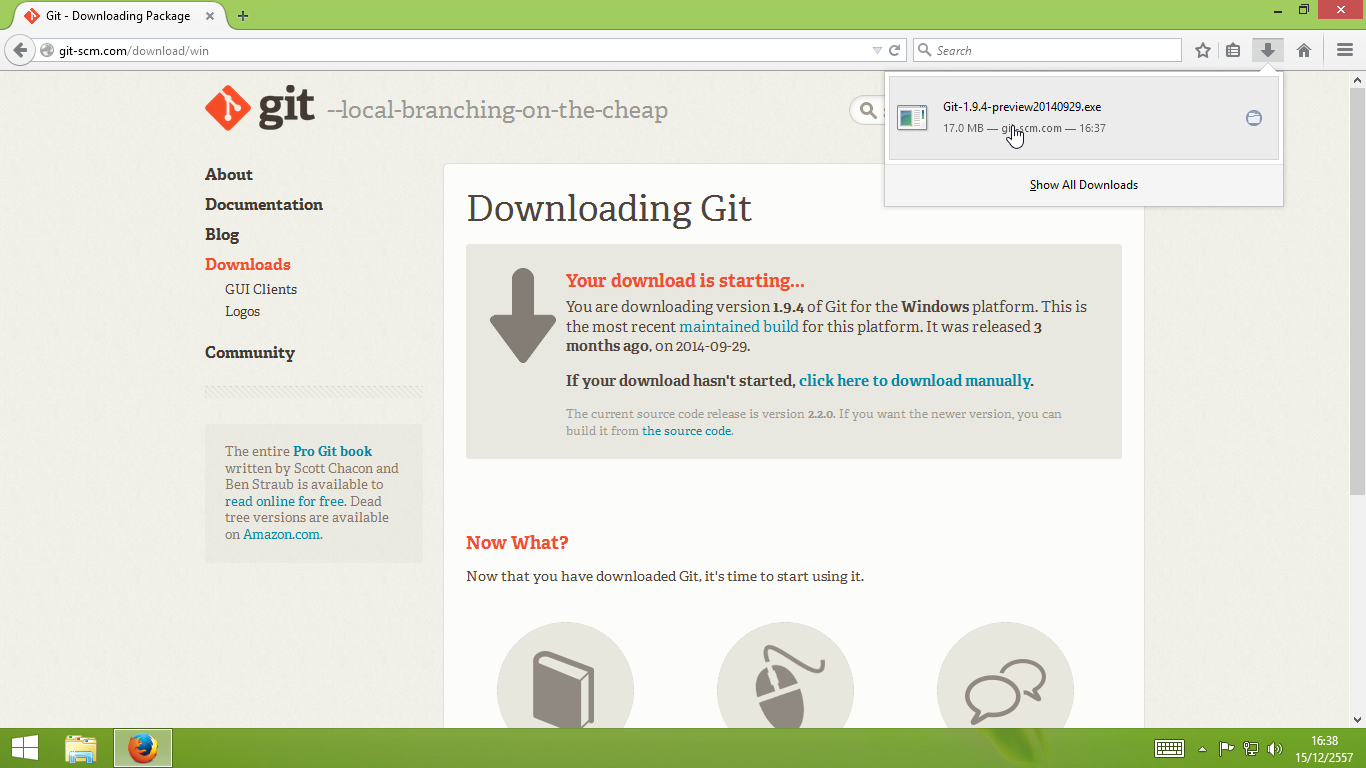 Git - Downloading Package
git-scm.com/download/win
Search
git --local-branching-on-the-cheap
Git-1.9.4-preview20140929.exe
17.0 MB — git-scm.com — 16:37
Show All Downloads
About
Documentation
Blog
Downloads
GUI Clients
Logos
Community
The entire Pro Git book
written by Scott Chacon and
Ben Straub is available to
read online for free. Dead
tree versions are available
on Amazon.com.
Downloading Git
Your download is starting...
You are downloading version 1.9.4 of Git for the Windows platform. This is
the most recent maintained build for this platform. It was released 3
months ago, on 2014-09-29.
If your download hasn't started, click here to download manually.
The current source code release is version 2.2.0. If you want the newer version, you can
build it from the source code.
Now What?
Now that you have downloaded Git, it's time to start using it.
16:38
15/12/2557